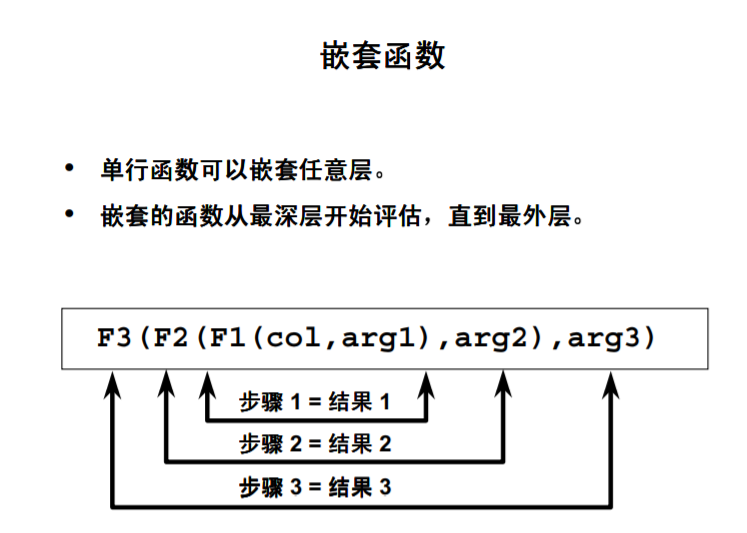 嵌套函数
• 单行函数可以嵌套任意层。
• 嵌套的函数从最深层开始评估，直到最外层。
F3(F2(F1(col,arg1),arg2),arg3)
步骤 1 = 结果 1
步骤 2 = 结果 2
步骤 3 = 结果 3